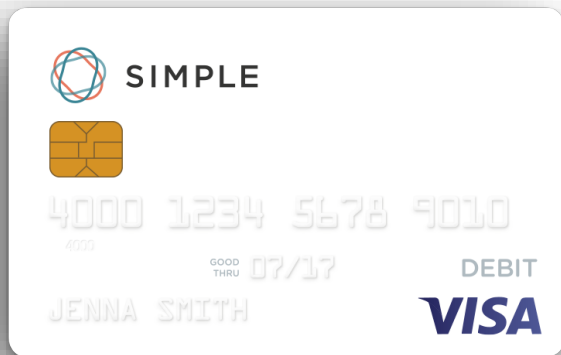 SIMPLE
4000 1234 5678 9010
4000
GOOD THRU 07/17
DEBIT
JENNA SMITH
VISA